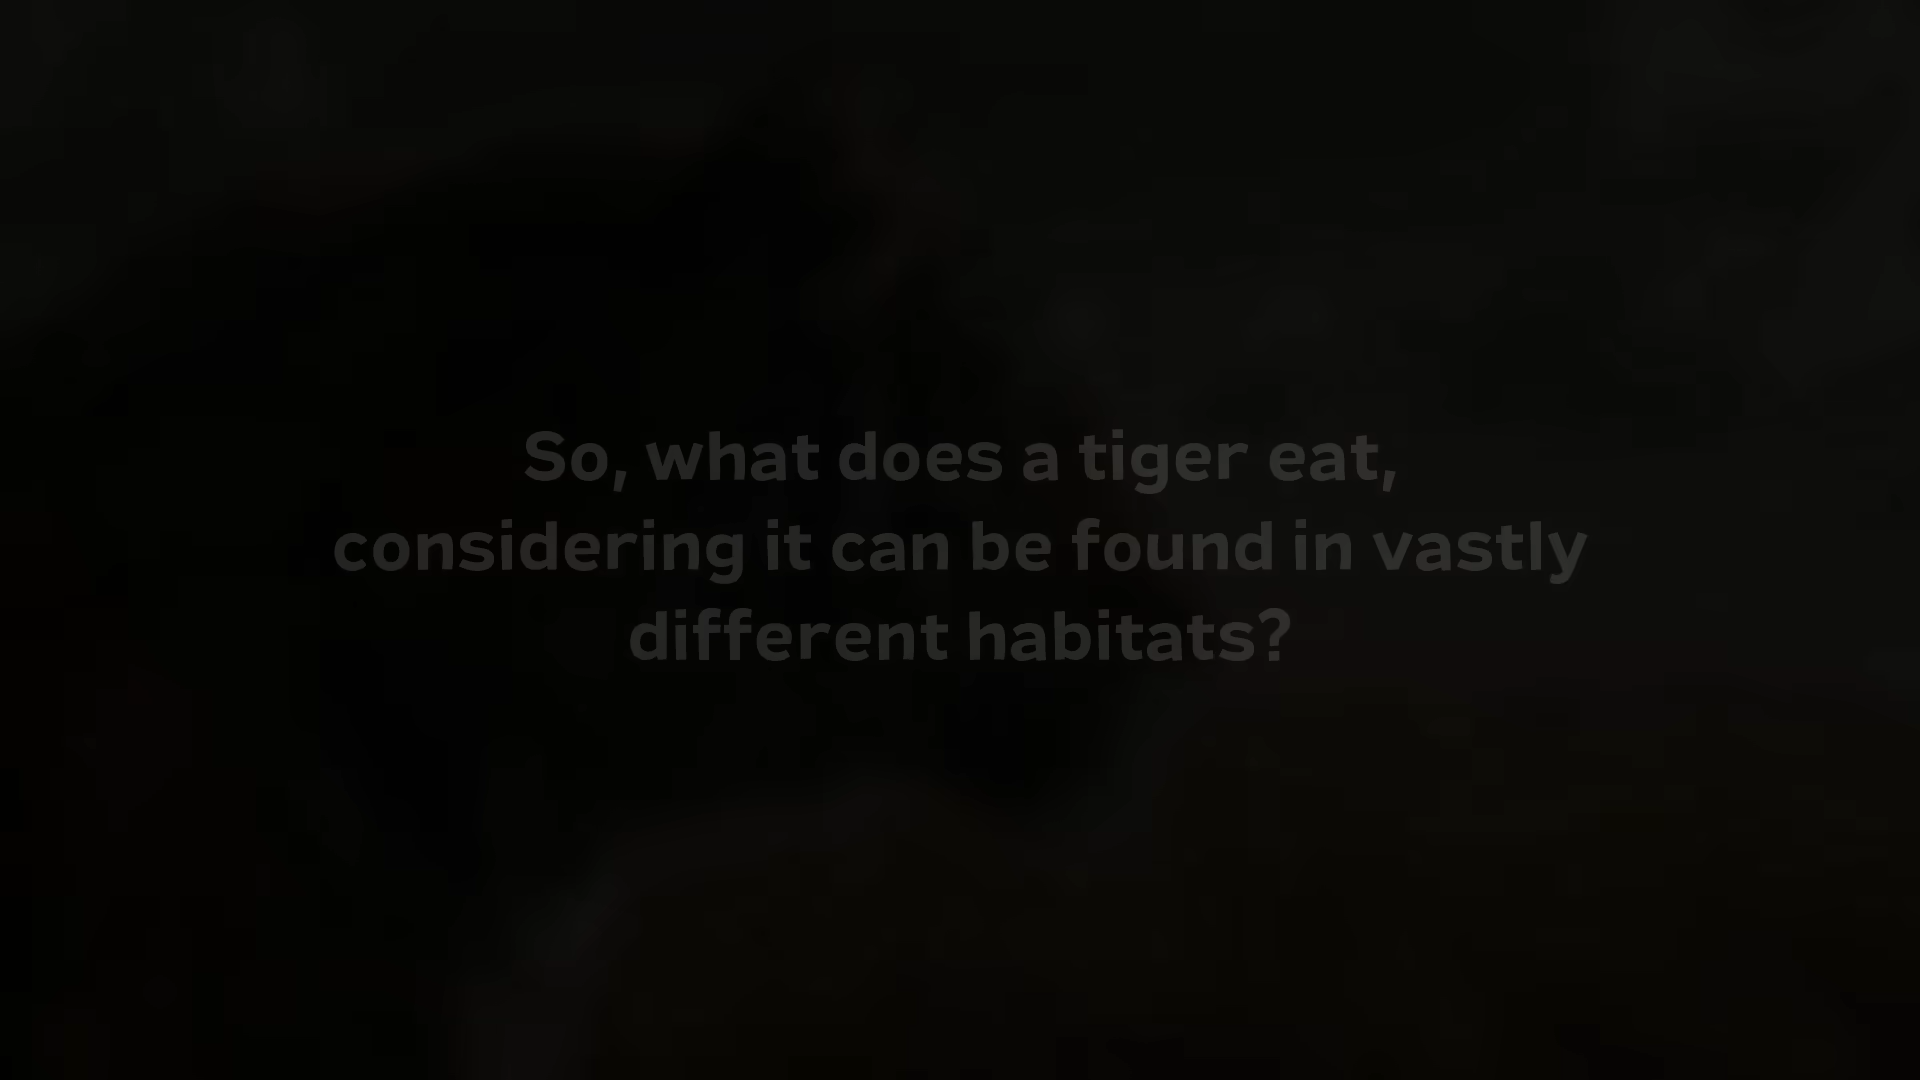 So, what does a tiger eat,
considering it can be found in vastly
different habitats?